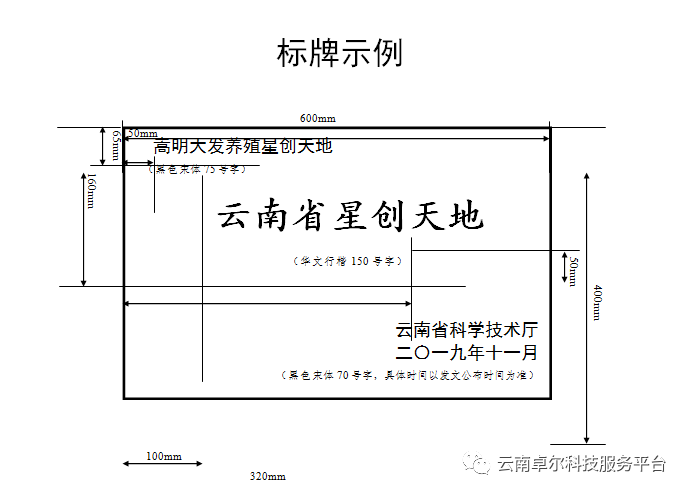 标牌示例
600mm
50mm
65mm
嵩明大发养殖星创天地
（黑色宋体 75 号字）
160mm
云南省星创天地
（华文行楷 150 号字）
50mm
400mm
云南省科学技术厅
二〇一九年十一月
（黑色宋体 70 号字，具体时间以发文公布时间为准）
100mm
320mm
云南卓尔科技服务平台